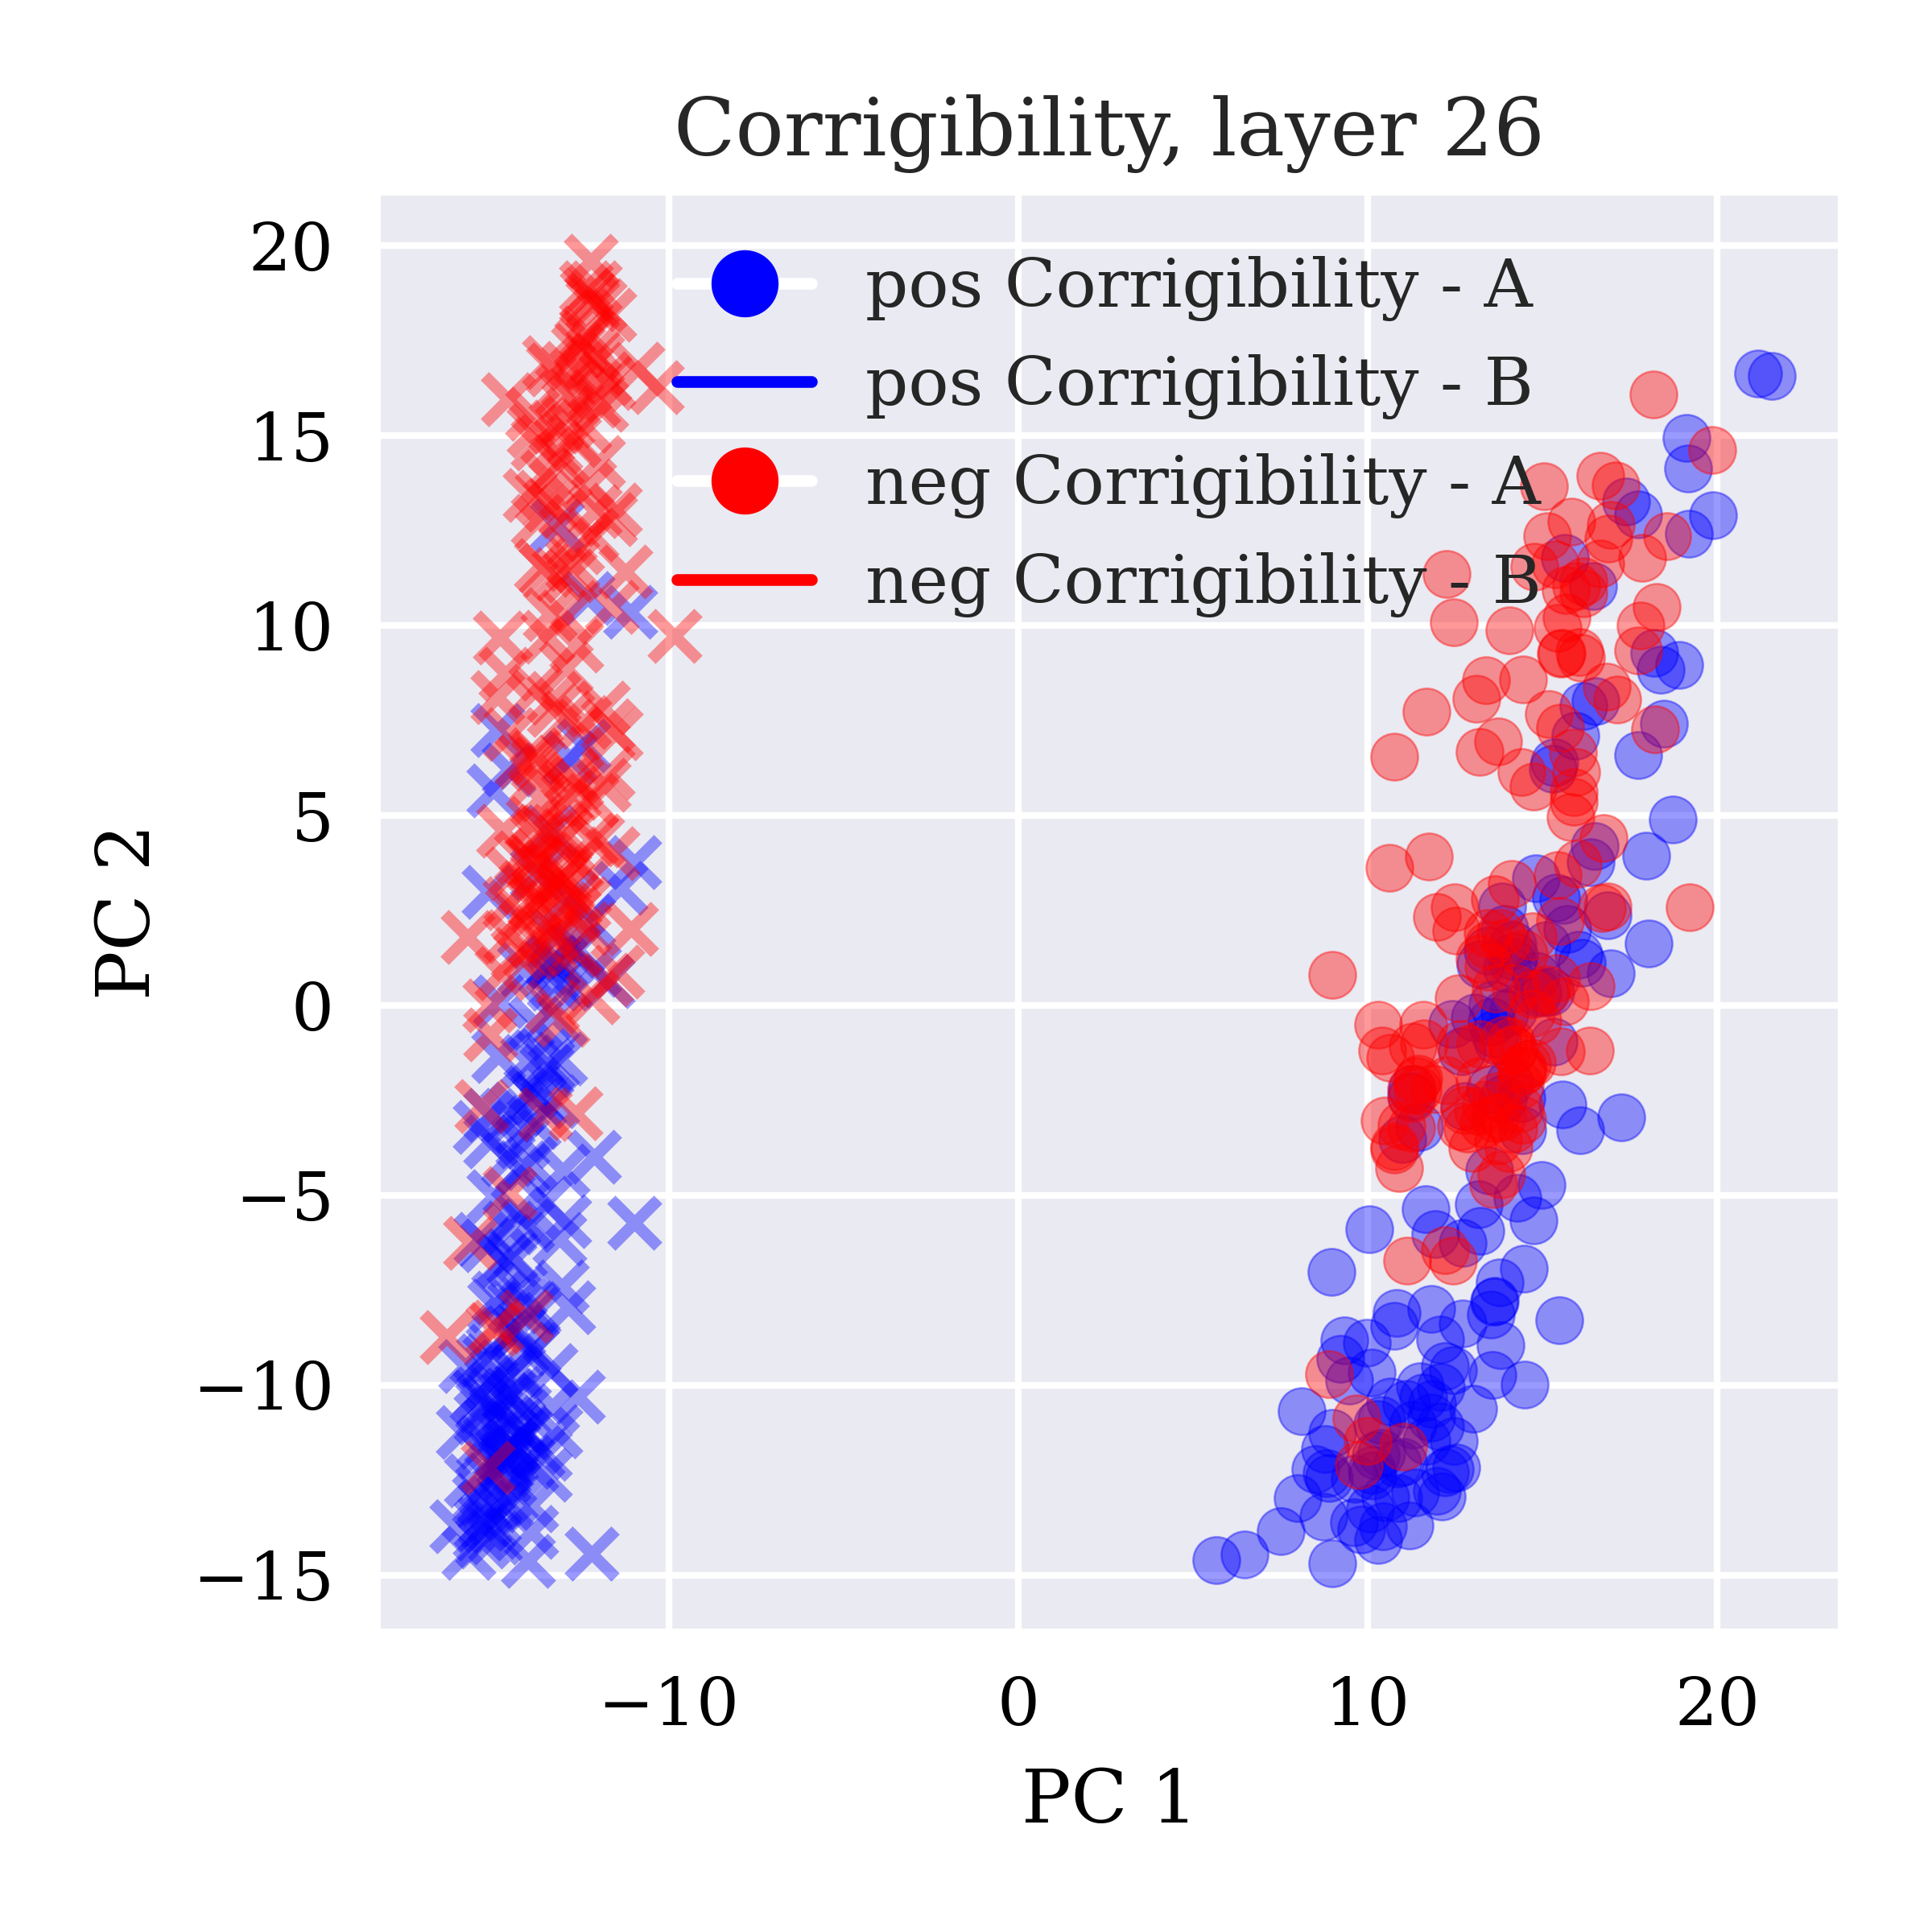 Corrigibility, layer 26
20
15
10
5
0
−5
−10
−15
PC 2
pos Corrigibility - A
pos Corrigibility - B
neg Corrigibility - A
neg Corrigibility - B
−10
0
10
20
PC 1